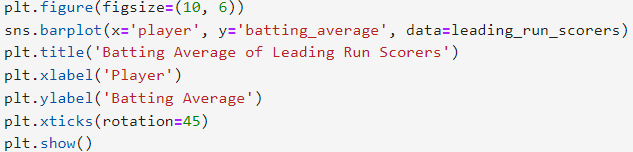 plt.figure(figsize=(10, 6))
sns.barplot(x='player', y='batting_average', data=leading_run_scorers)
plt.title('Batting Average of Leading Run Scorers')
plt.xlabel('Player')
plt.ylabel('Batting Average')
plt.xticks(rotation=45)
plt.show()